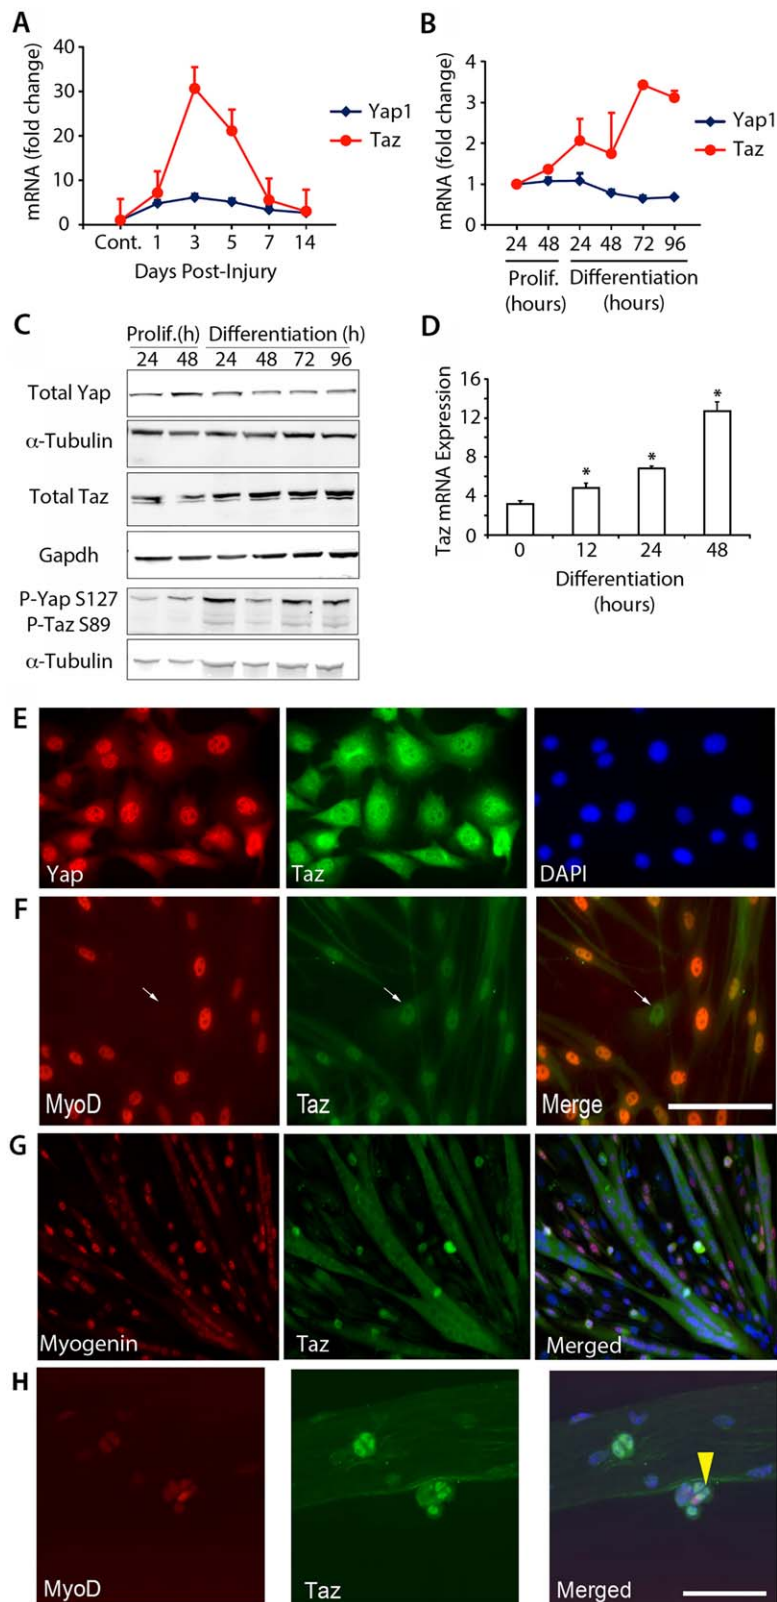 A
40
30
20
10
0
mRNA (fold change)
Yap1
Taz
Cont. 1 3 5 7 14
Days Post-Injury
B
4
3
2
1
0
mRNA (fold change)
Yap1
Taz
24 48 24 48 72 96
Prolif. Differentiation
(hours) (hours)
C
Prolif.(h) Differentiation (h)
24 48 24 48 72 96
Total Yap
α-Tubulin
Total Taz
Gapdh
P-Yap S127
P-Taz S89
α-Tubulin
D
16
12
8
4
0
Taz mRNA Expression
* * *
0 12 24 48
Differentiation
(hours)
E
Yap Taz DAPI
F
MyoD Taz Merge
G
Myogenin Taz Merged
H
MyoD Taz Merged